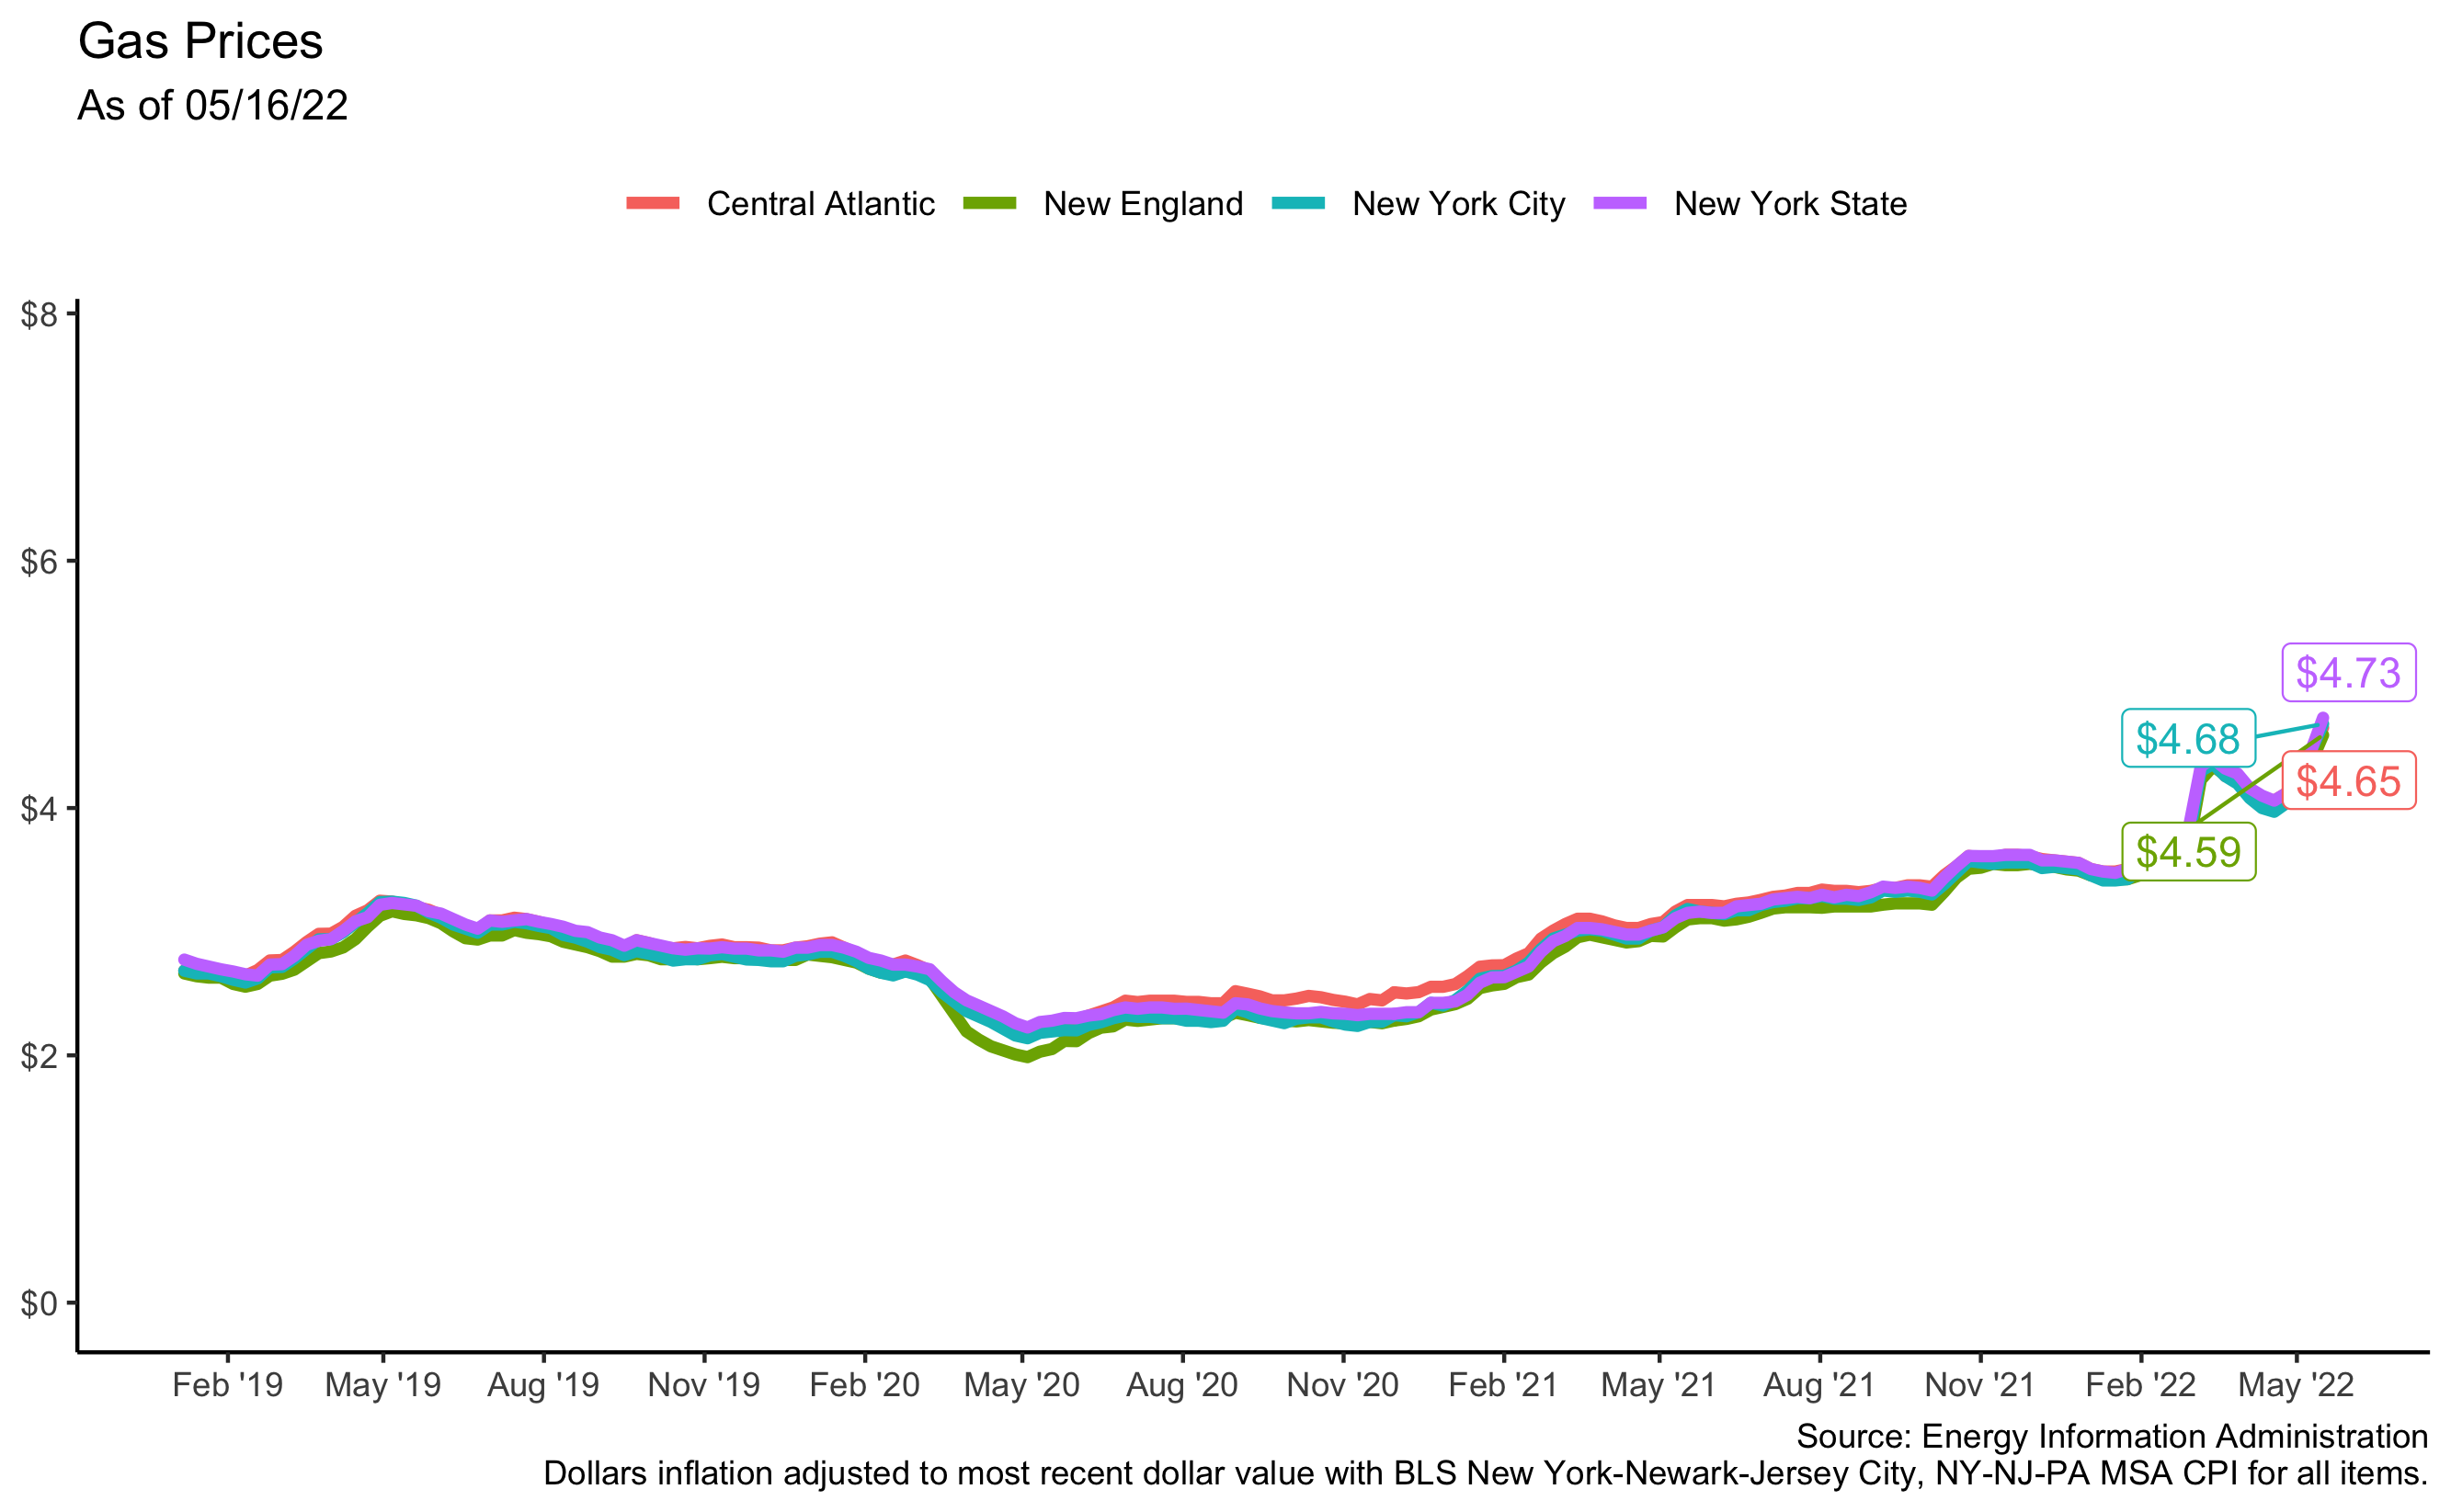 Gas Prices
As of 05/16/22
Central Atlantic New England New York City New York State
$8
$6
$4
$2
$0
$4.73
$4.68
$4.65
$4.59
Feb '19 May '19 Aug '19 Nov '19 Feb '20 May '20 Aug '20 Nov '20 Feb '21 May '21 Aug '21 Nov '21 Feb '22 May '22
Source: Energy Information Administration
Dollars inflation adjusted to most recent dollar value with BLS New York-Newark-Jersey City, NY-NJ-PA MSA CPI for all items.